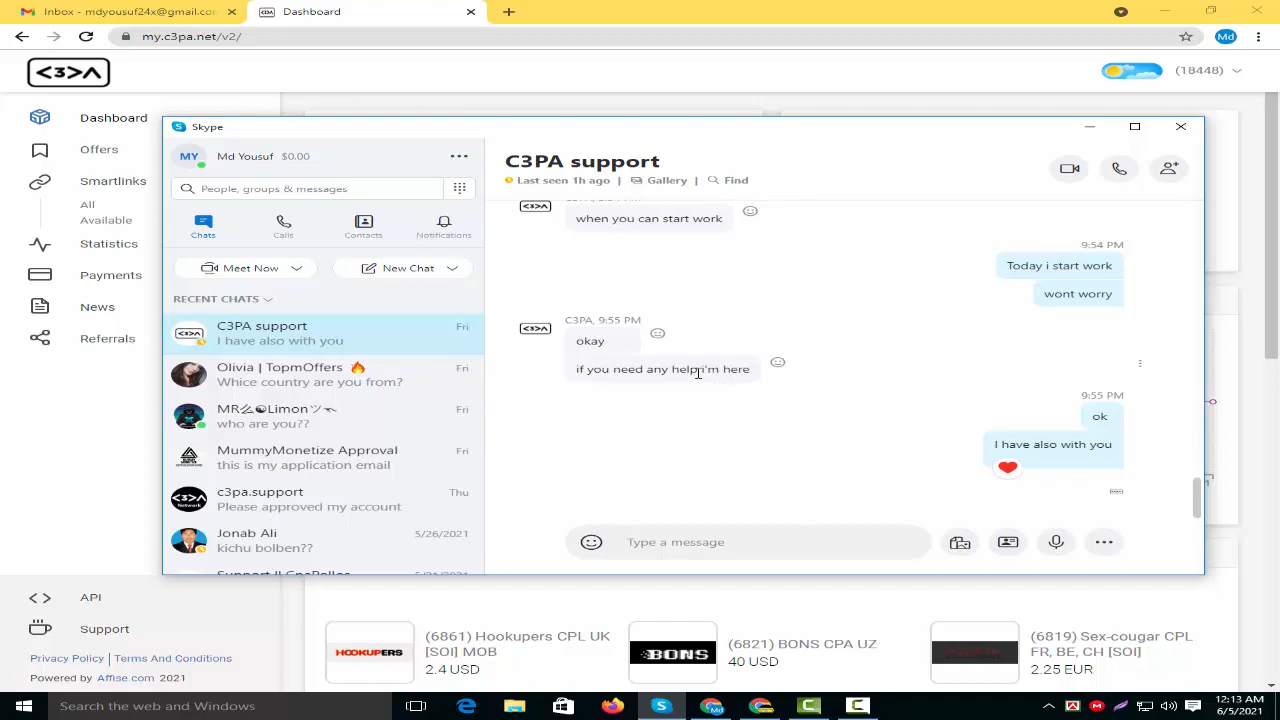 Inbox - mdyousuf24x@gmail.co
Dashboard
my.c3pa.net/v2/
Md
<3>Λ
(18448)
Dashboard
Offers
Smartlinks
All
Available
Statistics
Payments
News
Referrals
API
Support
Privacy Policy | Terms And Conditions
Powered by Affise.com 2021
Skype
MY
Md Yousuf $0.00
People, groups & messages
Chats
Calls
Contacts
Notifications
Meet Now
New Chat
RECENT CHATS
C3PA support
Fri
I have also with you
Olivia | TopmOffers 🔥
Fri
Whice country are you from?
Fri
who are you??
MummyMonetize Approval
Fri
this is my application email
c3pa.support
Thu
Please approved my account
Jonab Ali
5/26/2021
kichu bolben??
C3PA support
Last seen 1h ago | Gallery | Find
when you can start work
9:54 PM
Today i start work
wont worry
C3PA, 9:55 PM
okay
if you need any help i'm here
9:55 PM
ok
I have also with you
Type a message
HOOKUPERS
(6861) Hookupers CPL UK
[SOI] MOB
2.4 USD
BONS
(6821) BONS CPA UZ
40 USD
(6819) Sex-cougar CPL
FR, BE, CH [SOI]
2.25 EUR
Search the web and Windows
12:13 AM
6/5/2021